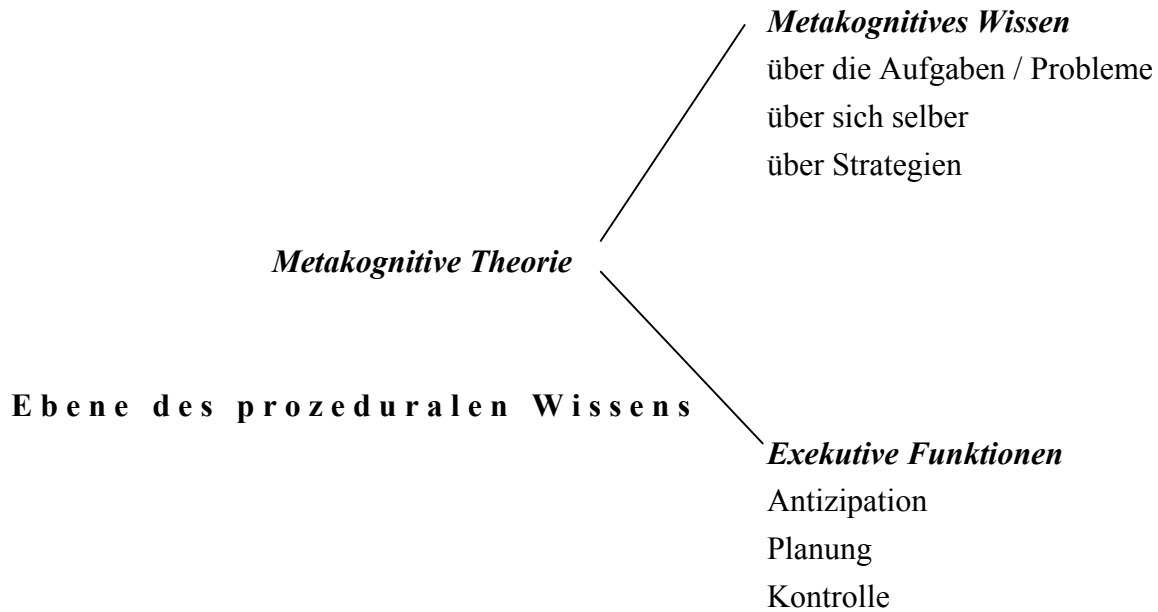 Metakognitives Wissen
über die Aufgaben / Probleme
über sich selber
über Strategien
Metakognitive Theorie
Ebene des prozeduralen Wissens
Exekutive Funktionen
Antizipation
Planung
Kontrolle